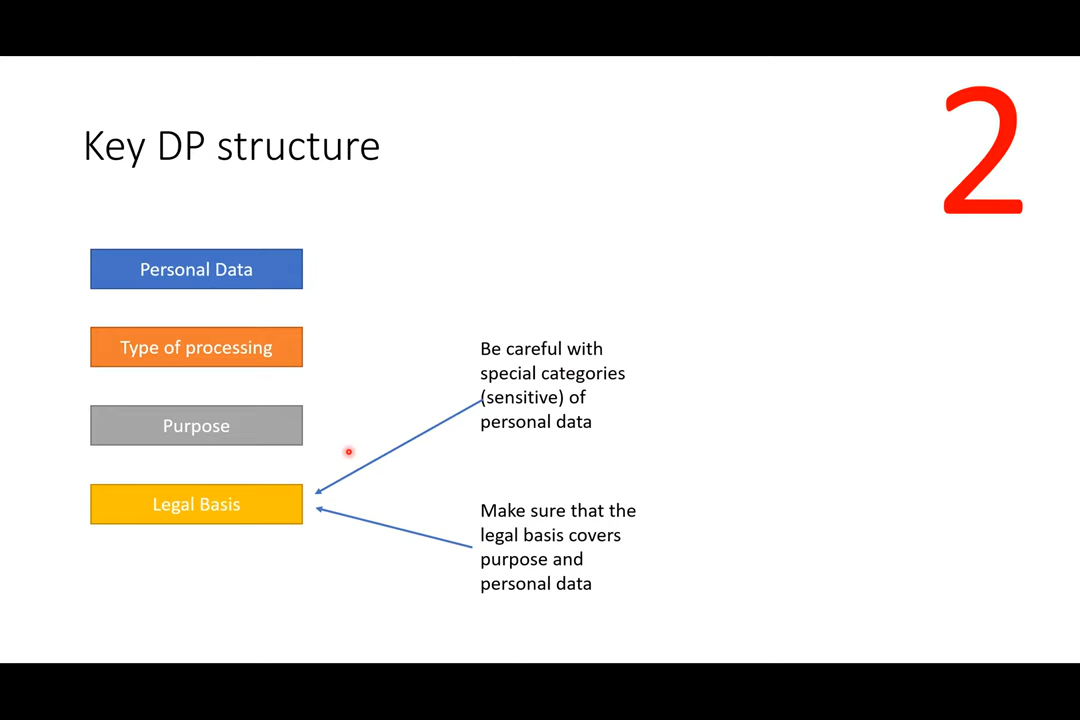 2
Key DP structure
Personal Data
Type of processing
Purpose
Legal Basis
Be careful with
special categories
(sensitive) of
personal data
Make sure that the
legal basis covers
purpose and
personal data